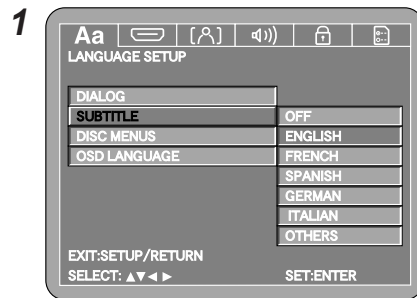 1
Aa
LANGUAGE SETUP
DIALOG
SUBTITLE OFF
DISC MENUS ENGLISH
OSD LANGUAGE FRENCH
SPANISH
GERMAN
ITALIAN
OTHERS
EXIT:SETUP/RETURN
SELECT: ▲▼◄ ► SET:ENTER